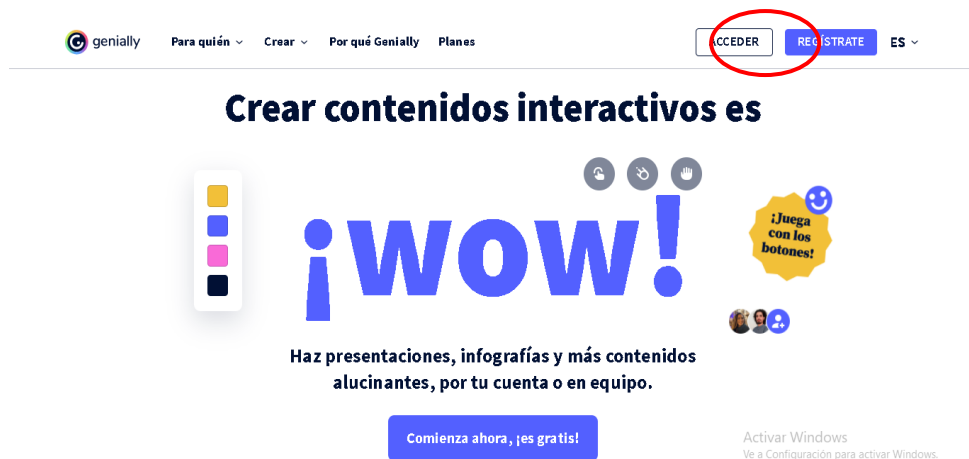 genially Para quién Crear Por qué Genially Planes ACCEDER REGÍSTRATE ES
Crear contenidos interactivos es
¡wow!
¡Juega
con los
botones!
Haz presentaciones, infografías y más contenidos
alucinantes, por tu cuenta o en equipo.
Comienza ahora, ¡es gratis!
Activar Windows
Ve a Configuración para activar Windows.